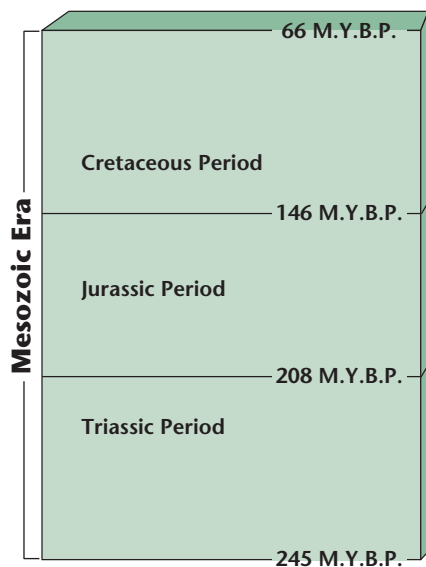 66 M.Y.B.P.
Cretaceous Period
146 M.Y.B.P.
Mesozoic Era
Jurassic Period
208 M.Y.B.P.
Triassic Period
245 M.Y.B.P.